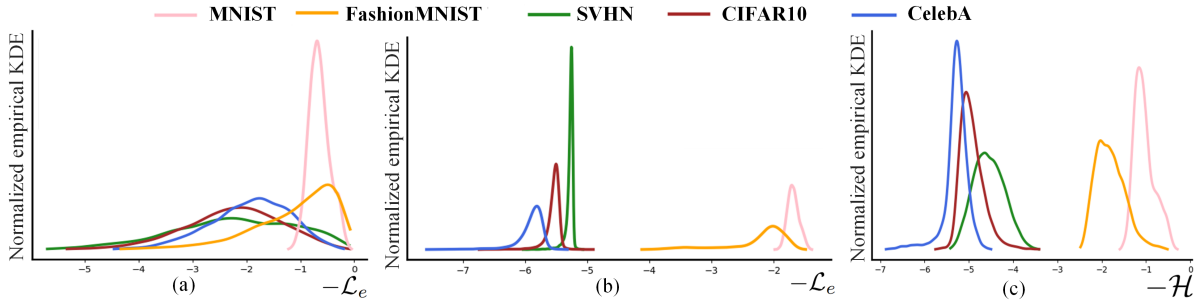 MNIST FashionMNIST SVHN CIFAR10 CelebA
Normalized empirical KDE
-5 -4 -3 -2 -1 0
(a) −𝓛e
Normalized empirical KDE
-7 -6 -5 -4 -3 -2
(b) −𝓛e
Normalized empirical KDE
-7 -6 -5 -4 -3 -2 -1 0
(c) −𝓗